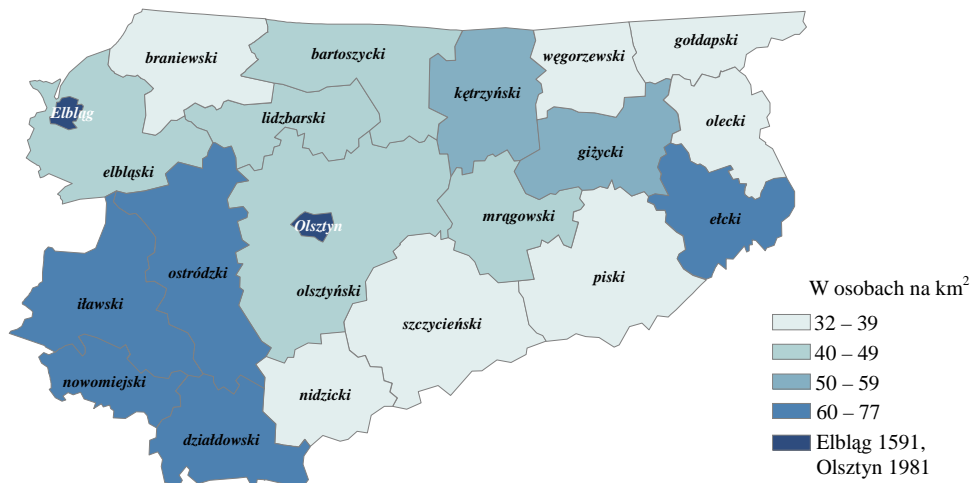 gołdapski
braniewski
bartoszycki
węgorzewski
kętrzyński
Elbląg
lidzbarski
olecki
giżycki
elbląski
mrągowski
ełcki
Olsztyn
ostródzki
piski
olsztyński
iławski
szczycieński
nowomiejski
nidzicki
działdowski
W osobach na km²
32 – 39
40 – 49
50 – 59
60 – 77
Elbląg 1591,
Olsztyn 1981